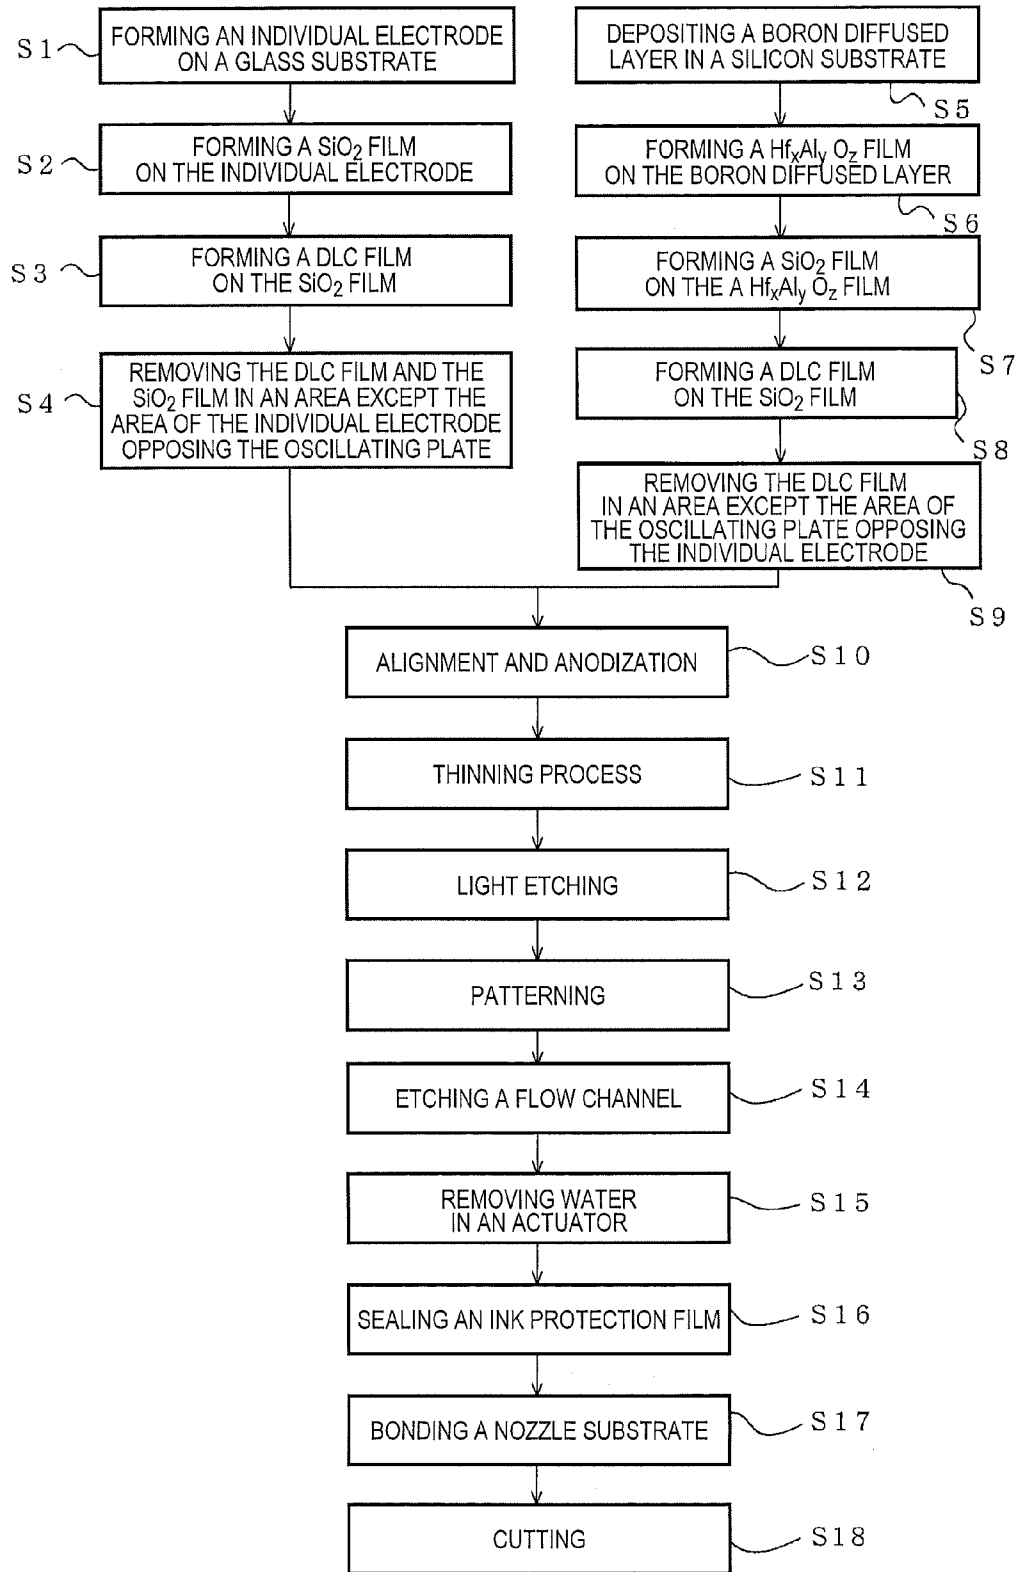 S1
FORMING AN INDIVIDUAL ELECTRODE
ON A GLASS SUBSTRATE
S2
FORMING A SiO₂ FILM
ON THE INDIVIDUAL ELECTRODE
S3
FORMING A DLC FILM
ON THE SiO₂ FILM
S4
REMOVING THE DLC FILM AND THE
SiO₂ FILM IN AN AREA EXCEPT THE
AREA OF THE INDIVIDUAL ELECTRODE
OPPOSING THE OSCILLATING PLATE
DEPOSITING A BORON DIFFUSED
LAYER IN A SILICON SUBSTRATE
S5
FORMING A HfₓAlᵧ O_z FILM
ON THE BORON DIFFUSED LAYER
S6
FORMING A SiO₂ FILM
ON THE A HfₓAlᵧ O_z FILM
S7
FORMING A DLC FILM
ON THE SiO₂ FILM
S8
REMOVING THE DLC FILM
IN AN AREA EXCEPT THE AREA OF
THE OSCILLATING PLATE OPPOSING
THE INDIVIDUAL ELECTRODE
S9
ALIGNMENT AND ANODIZATION
S10
THINNING PROCESS
S11
LIGHT ETCHING
S12
PATTERNING
S13
ETCHING A FLOW CHANNEL
S14
REMOVING WATER
IN AN ACTUATOR
S15
SEALING AN INK PROTECTION FILM
S16
BONDING A NOZZLE SUBSTRATE
S17
CUTTING
S18